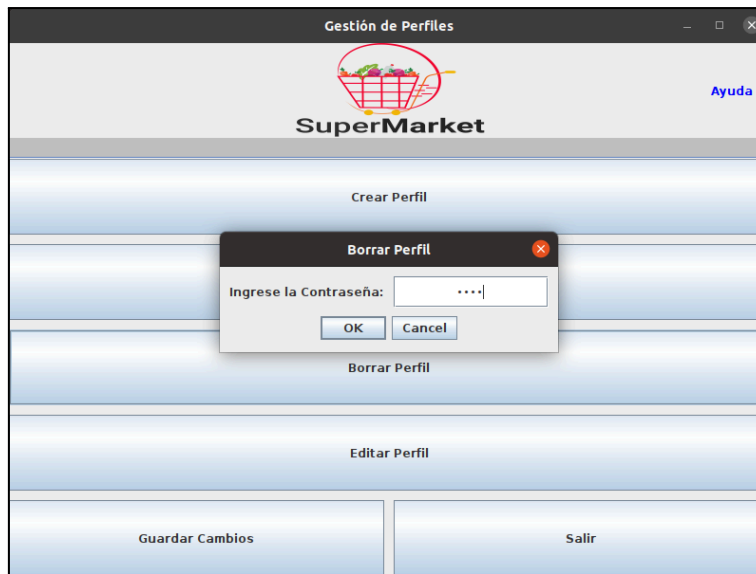 Gestión de Perfiles
Ayuda
SuperMarket
Crear Perfil
Borrar Perfil
Ingrese la Contraseña: ····
OK Cancel
Borrar Perfil
Editar Perfil
Guardar Cambios Salir